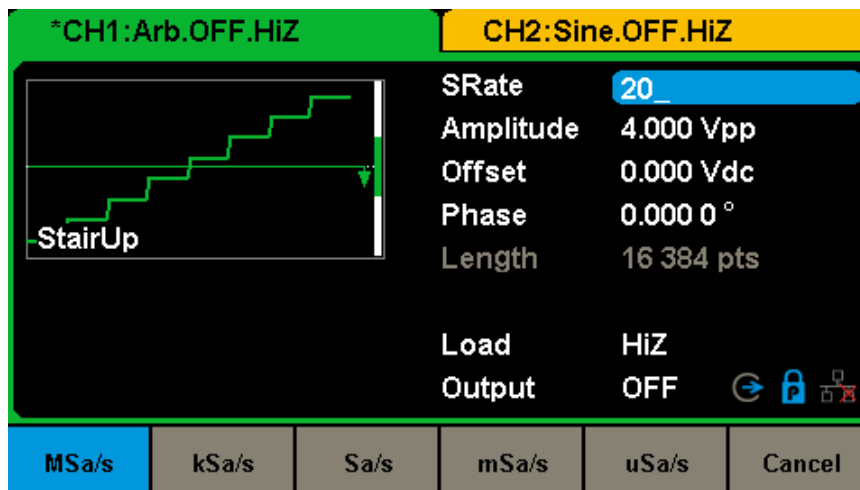 *CH1:Arb.OFF.HiZ CH2:Sine.OFF.HiZ
SRate 20_
Amplitude 4.000 Vpp
Offset 0.000 Vdc
Phase 0.000 0 °
StairUp
Length 16 384 pts
Load HiZ
Output OFF P
MSa/s kSa/s Sa/s mSa/s uSa/s Cancel